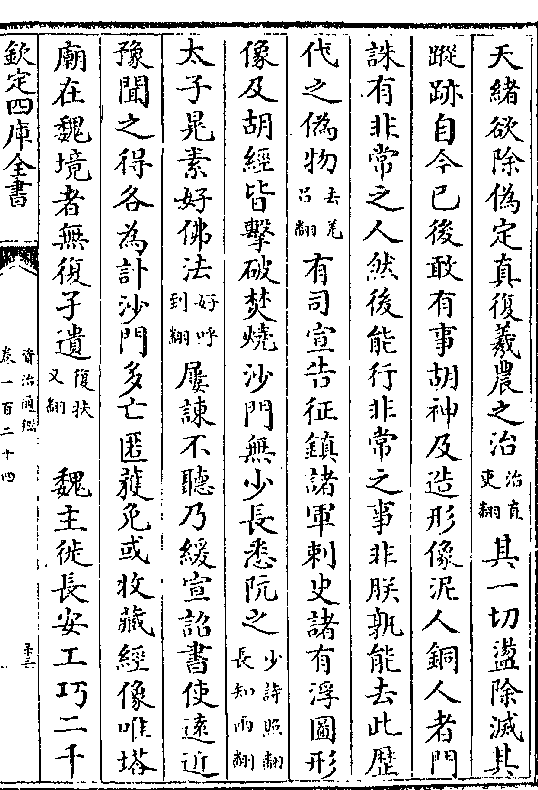 天緒欲除偽定真復羲農之治治直吏翻其一切盪除滅其
蹤跡自今已後敢有事胡神及造形像泥人銅人者門
誅有非常之人然後能行非常之事非朕孰能去此歷
代之偽物去羌呂翻有司宣告征鎮諸軍刺史諸有浮圖形
像及胡經皆擊破焚燒沙門無少長悉阬之少詩照翻長知兩翻
太子晃素好佛法好呼到翻屢諫不聽乃緩宣詔書使遠近
豫聞之得各為計沙門多亡匿獲免或收藏經像唯塔
廟在魏境者無復孑遺復扶又翻 魏主徙長安工巧二千
欽定四庫全書 資治通鑑卷一百二十四